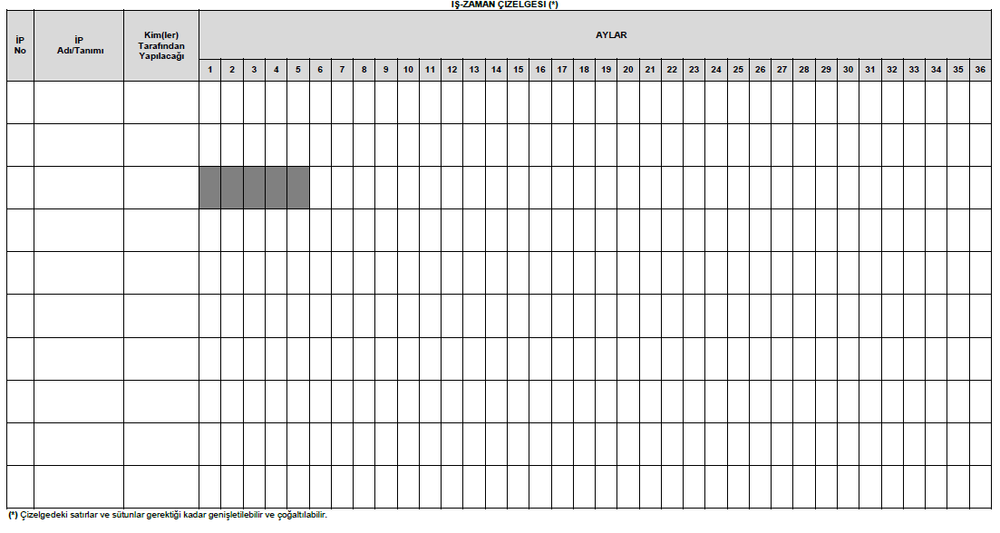 İŞ-ZAMAN ÇİZELGESİ (*)
İP
No
İP
Adı/Tanımı
Kim(ler)
Tarafından
Yapılacağı
AYLAR
1 2 3 4 5 6 7 8 9 10 11 12 13 14 15 16 17 18 19 20 21 22 23 24 25 26 27 28 29 30 31 32 33 34 35 36
(*) Çizelgedeki satırlar ve sütunlar gerektiği kadar genişletilebilir ve çoğaltılabilir.